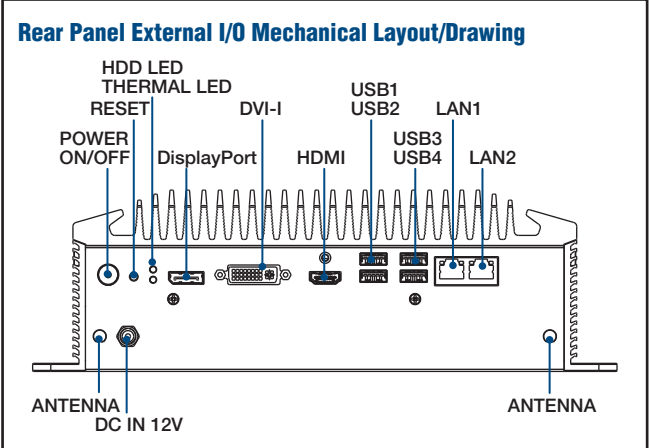 Rear Panel External I/O Mechanical Layout/Drawing
HDD LED
THERMAL LED
RESET
DVI-I
USB1
USB2
LAN1
POWER
ON/OFF
DisplayPort
HDMI
USB3
USB4
LAN2
ANTENNA
DC IN 12V
ANTENNA